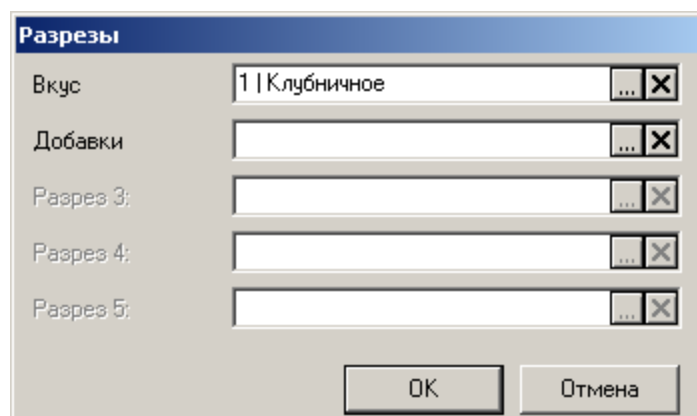 Разрезы
Вкус 1 | Клубничное ...
Добавки ...
Разрез 3: ...
Разрез 4: ...
Разрез 5: ...
OK Отмена